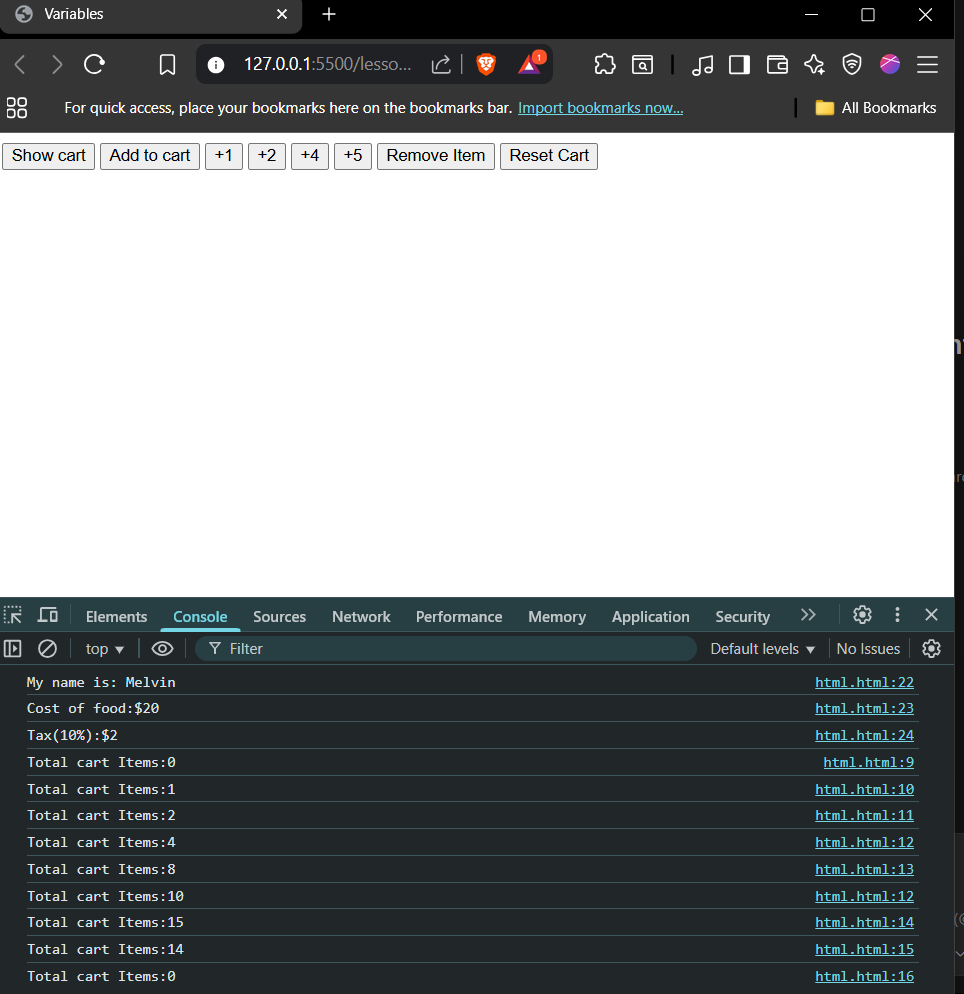 Variables
127.0.0.1:5500/lesso...
1
For quick access, place your bookmarks here on the bookmarks bar. Import bookmarks now... All Bookmarks
Show cart Add to cart +1 +2 +4 +5 Remove Item Reset Cart
Elements Console Sources Network Performance Memory Application Security
top Filter Default levels No Issues
My name is: Melvin html.html:22
Cost of food:$20 html.html:23
Tax(10%):$2 html.html:24
Total cart Items:0 html.html:9
Total cart Items:1 html.html:10
Total cart Items:2 html.html:11
Total cart Items:4 html.html:12
Total cart Items:8 html.html:13
Total cart Items:10 html.html:12
Total cart Items:15 html.html:14
Total cart Items:14 html.html:15
Total cart Items:0 html.html:16